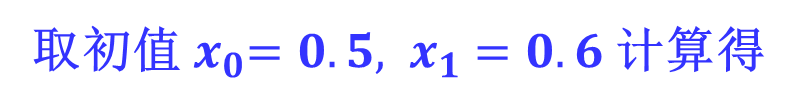 取初值 x₀= 0.5, x₁ = 0.6 计算得